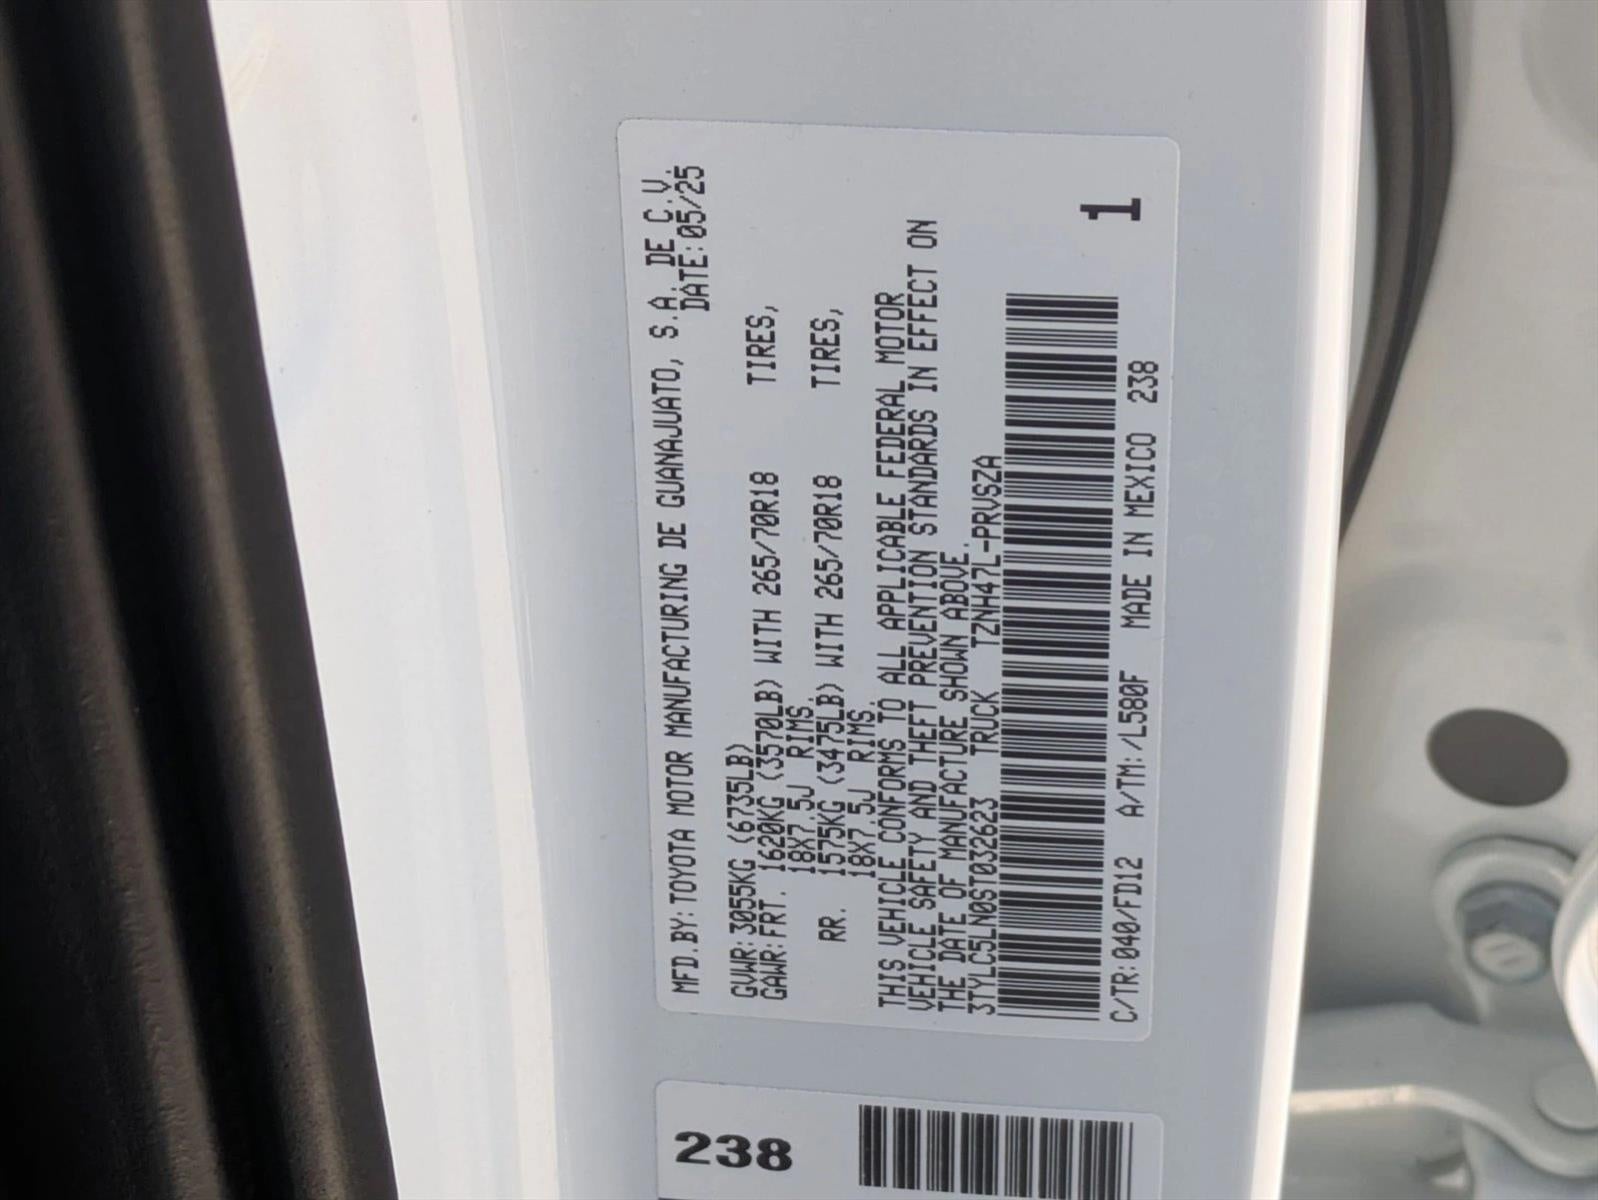 MFD.BY:TOYOTA MOTOR MANUFACTURING DE GUANAJUATO, S.A. DE C.V.
DATE:05/25
GVWR:3055KG (6735LB)
GAWR:FRT. 1620KG (3570LB) WITH 265/70R18 TIRES,
18X7.5J RIMS.
RR. 1575KG (3475LB) WITH 265/70R18 TIRES,
18X7.5J RIMS.
THIS VEHICLE CONFORMS TO ALL APPLICABLE FEDERAL MOTOR
VEHICLE SAFETY AND THEFT PREVENTION STANDARDS IN EFFECT ON
THE DATE OF MANUFACTURE SHOWN ABOVE.
3TYLC5LN0ST032623 TRUCK TZNH47L-PRVSZA
1
C/TR:040/FD12 A/TM:/L580F MADE IN MEXICO 238
238